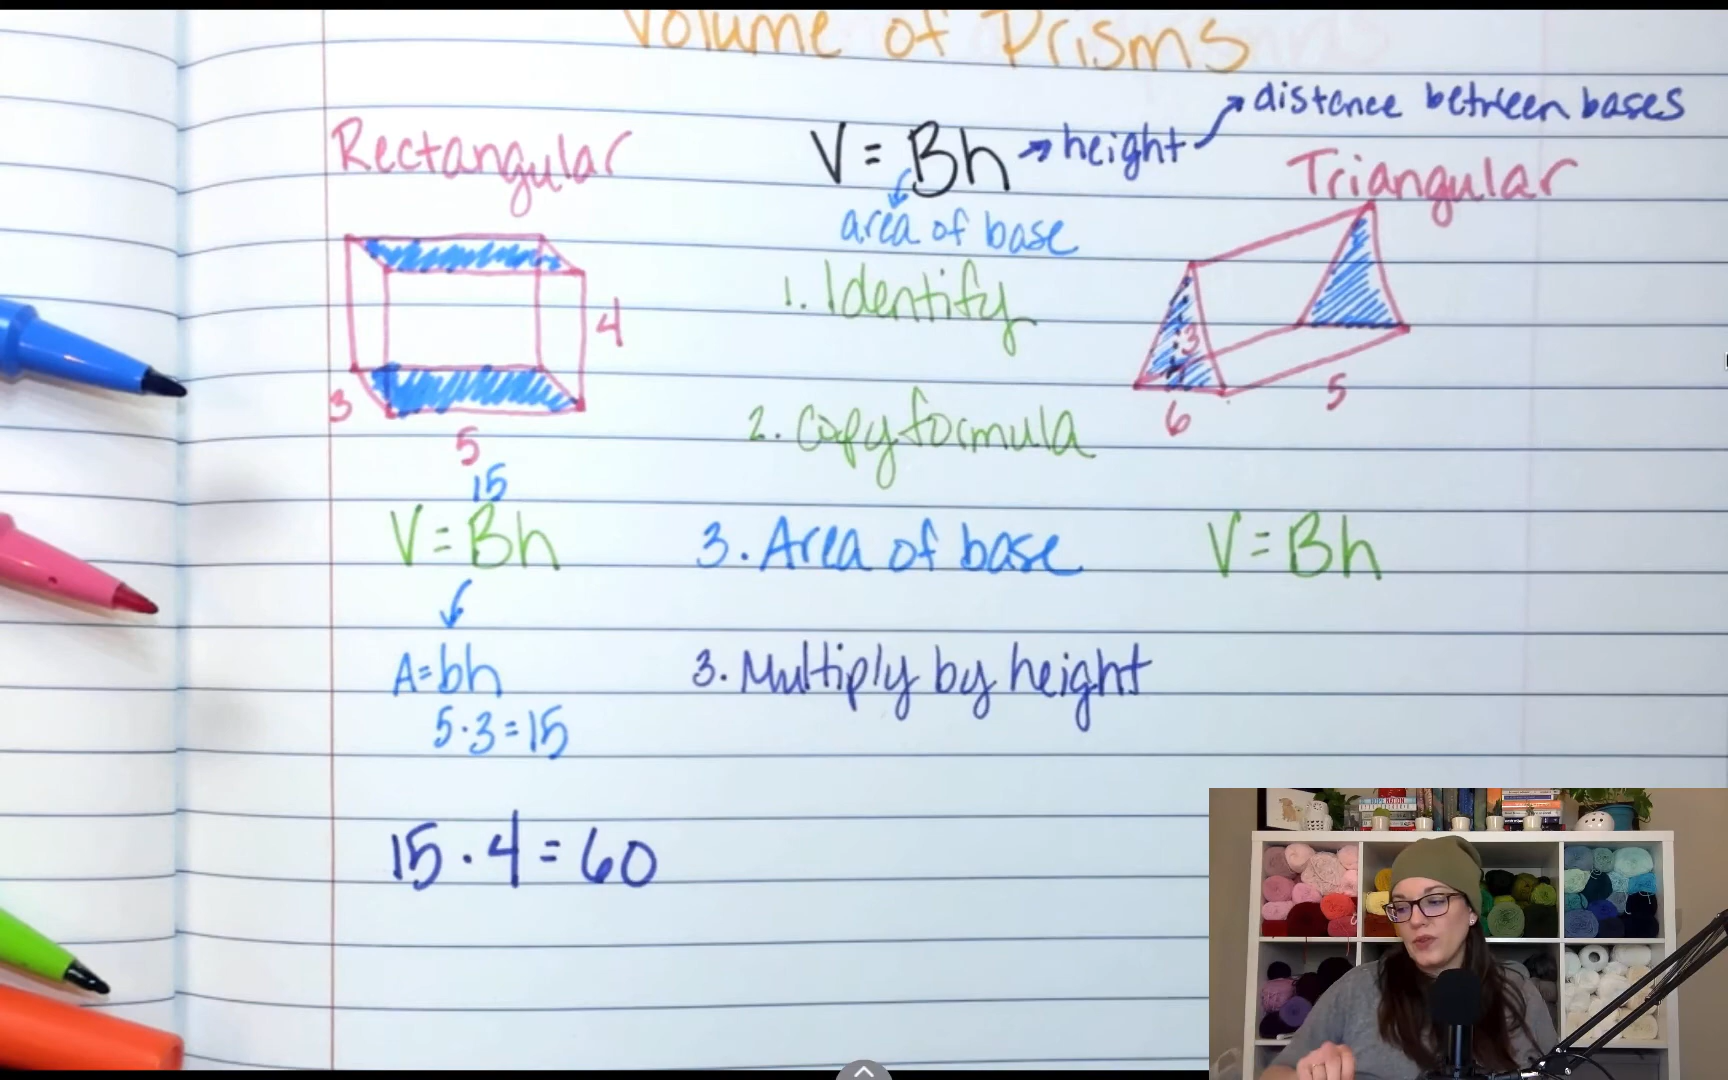 Volume of Prisms
distance between bases
Rectangular
V = Bh → height
Triangular
area of base
1. Identify
4
3
3
5
6
5
2. Copy formula
15
V = Bh
3. Area of base
V = Bh
A = bh
3. Multiply by height
5 · 3 = 15
15 · 4 = 60